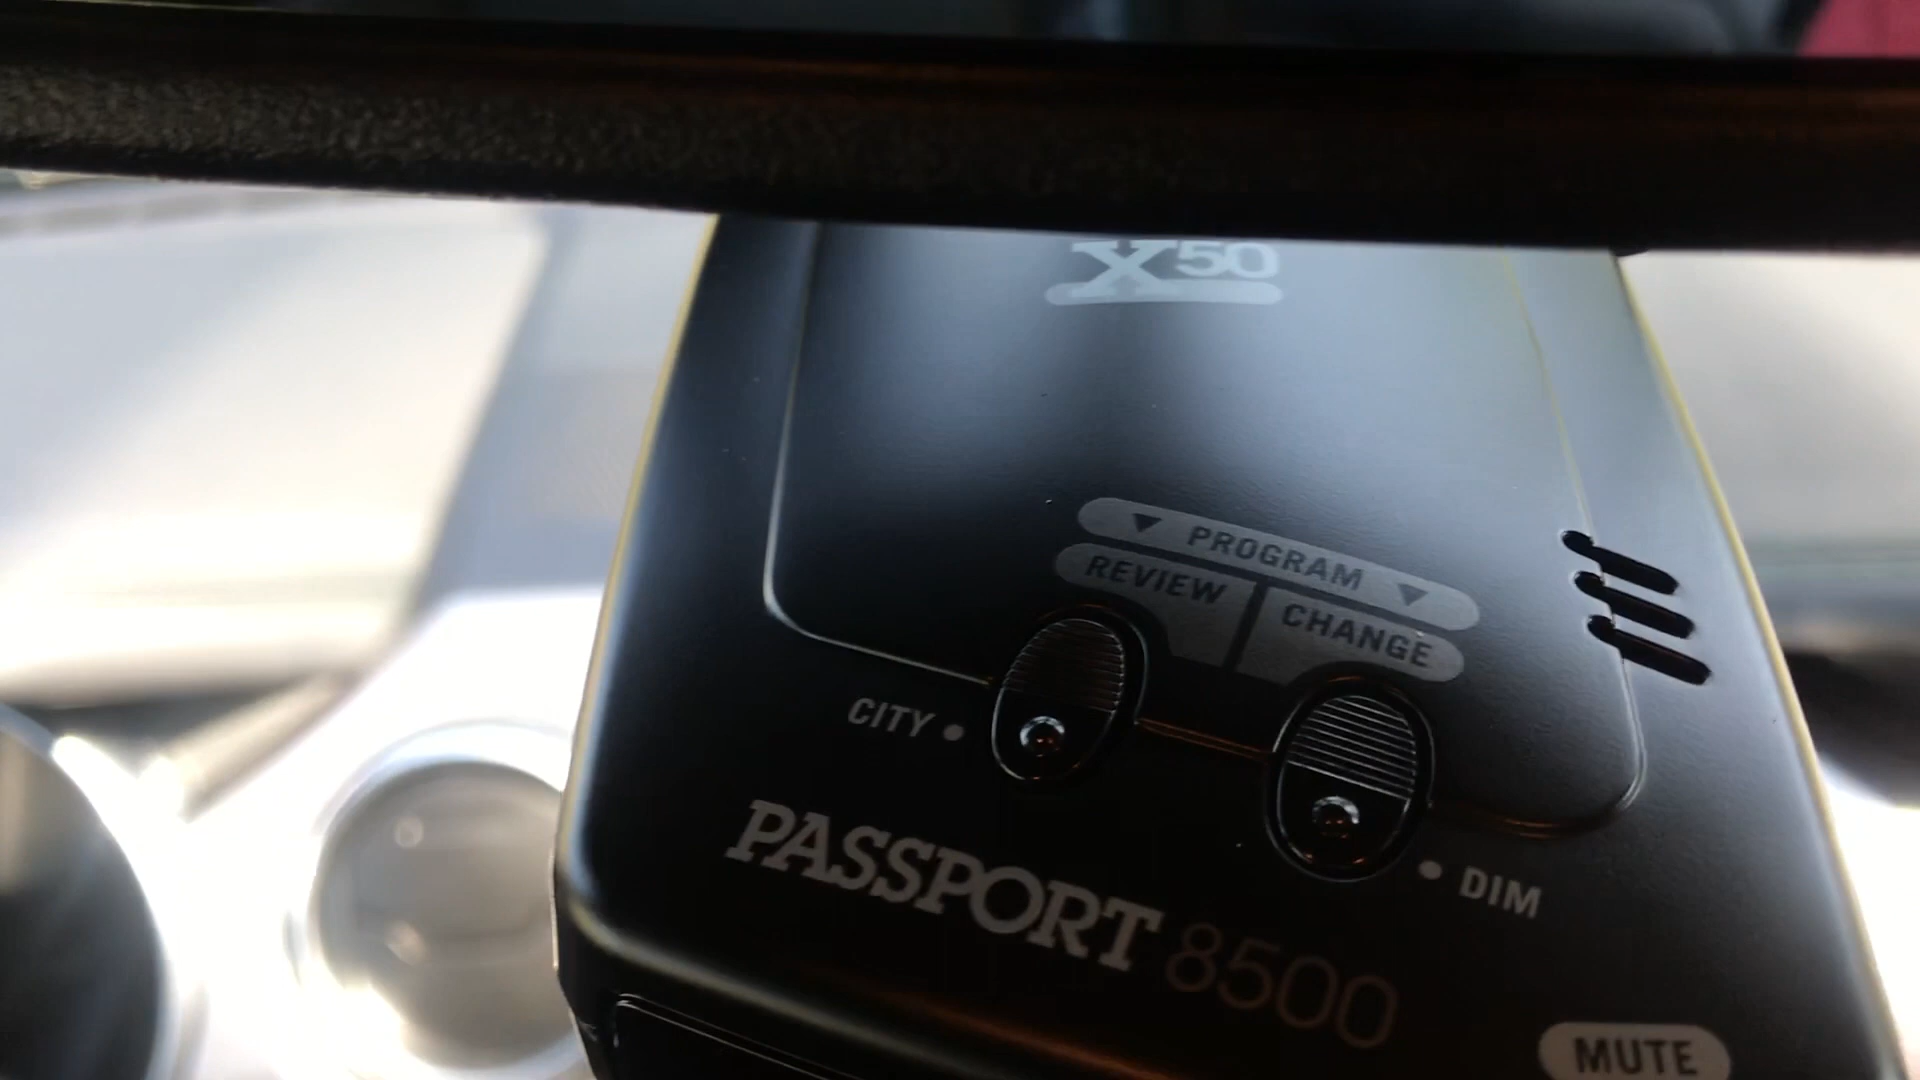 X50
PROGRAM
REVIEW
CHANGE
CITY
DIM
PASSPORT 8500
MUTE